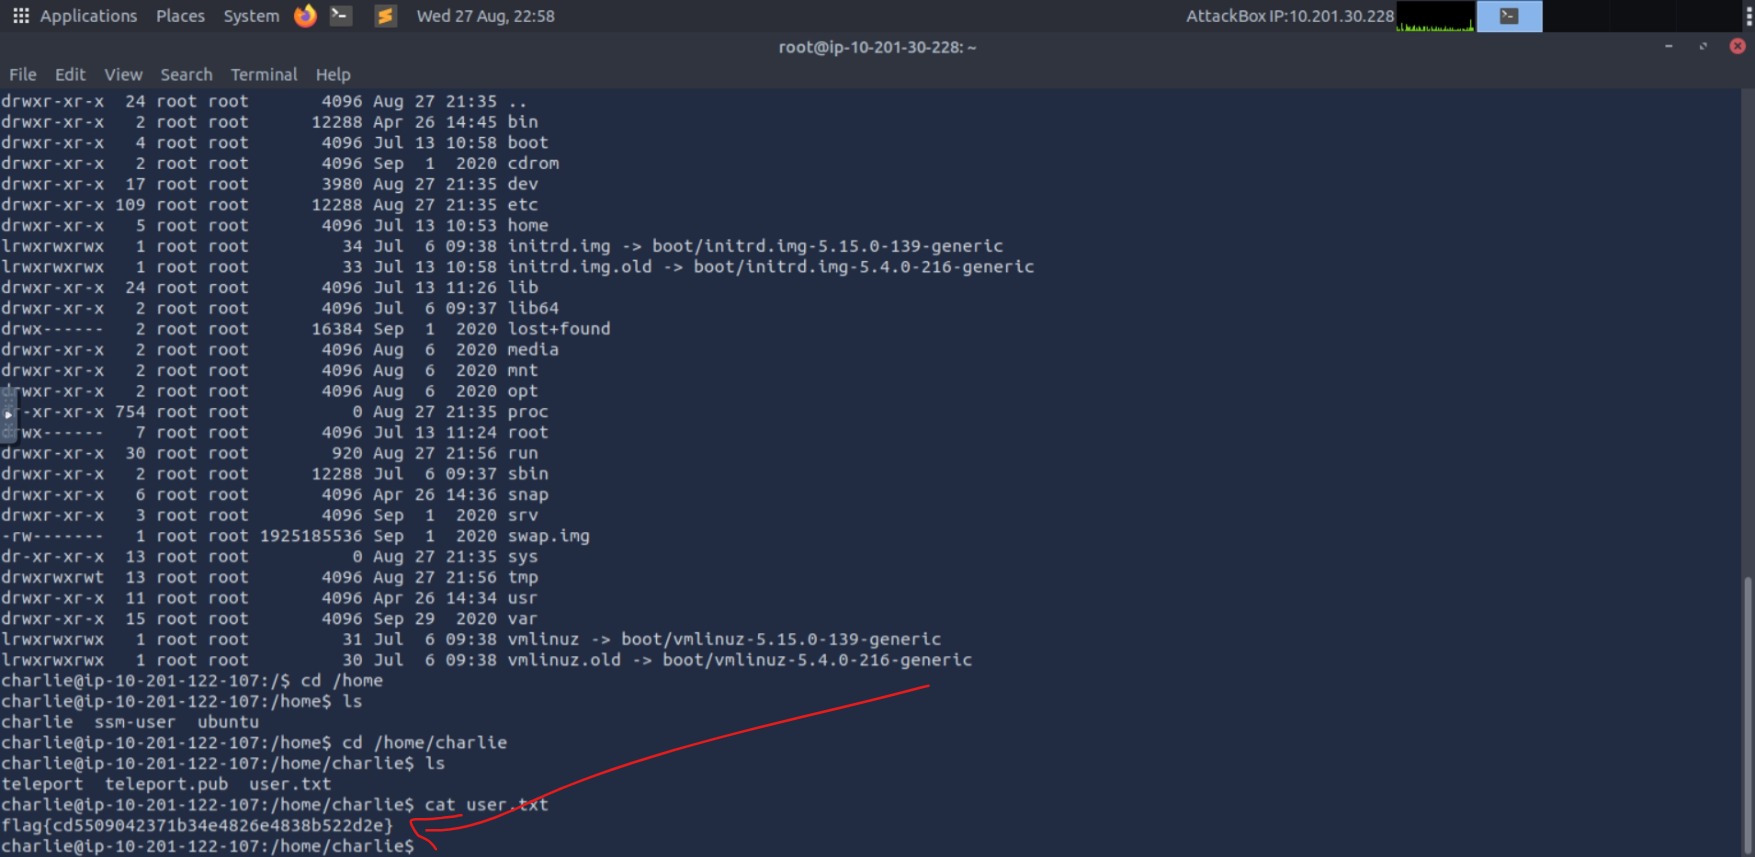 Applications Places System Wed 27 Aug, 22:58 AttackBox IP:10.201.30.228
root@ip-10-201-30-228: ~
File Edit View Search Terminal Help
drwxr-xr-x  24 root root       4096 Aug 27 21:35 ..
drwxr-xr-x   2 root root      12288 Apr 26 14:45 bin
drwxr-xr-x   4 root root       4096 Jul 13 10:58 boot
drwxr-xr-x   2 root root       4096 Sep  1  2020 cdrom
drwxr-xr-x  17 root root       3980 Aug 27 21:35 dev
drwxr-xr-x 109 root root      12288 Aug 27 21:35 etc
drwxr-xr-x   5 root root       4096 Jul 13 10:53 home
lrwxrwxrwx   1 root root         34 Jul  6 09:38 initrd.img -> boot/initrd.img-5.15.0-139-generic
lrwxrwxrwx   1 root root         33 Jul 13 10:58 initrd.img.old -> boot/initrd.img-5.4.0-216-generic
drwxr-xr-x  24 root root       4096 Jul 13 11:26 lib
drwxr-xr-x   2 root root       4096 Jul  6 09:37 lib64
drwx------   2 root root      16384 Sep  1  2020 lost+found
drwxr-xr-x   2 root root       4096 Aug  6  2020 media
drwxr-xr-x   2 root root       4096 Aug  6  2020 mnt
drwxr-xr-x   2 root root       4096 Aug  6  2020 opt
dr-xr-xr-x 754 root root          0 Aug 27 21:35 proc
drwx------   7 root root       4096 Jul 13 11:24 root
drwxr-xr-x  30 root root        920 Aug 27 21:56 run
drwxr-xr-x   2 root root      12288 Jul  6 09:37 sbin
drwxr-xr-x   6 root root       4096 Apr 26 14:36 snap
drwxr-xr-x   3 root root       4096 Sep  1  2020 srv
-rw-------   1 root root 1925185536 Sep  1  2020 swap.img
dr-xr-xr-x  13 root root          0 Aug 27 21:35 sys
drwxrwxrwt  13 root root       4096 Aug 27 21:56 tmp
drwxr-xr-x  11 root root       4096 Apr 26 14:34 usr
drwxr-xr-x  15 root root       4096 Sep 29  2020 var
lrwxrwxrwx   1 root root         31 Jul  6 09:38 vmlinuz -> boot/vmlinuz-5.15.0-139-generic
lrwxrwxrwx   1 root root         30 Jul  6 09:38 vmlinuz.old -> boot/vmlinuz-5.4.0-216-generic
charlie@ip-10-201-122-107:/$ cd /home
charlie@ip-10-201-122-107:/home$ ls
charlie  ssm-user  ubuntu
charlie@ip-10-201-122-107:/home$ cd /home/charlie
charlie@ip-10-201-122-107:/home/charlie$ ls
teleport  teleport.pub  user.txt
charlie@ip-10-201-122-107:/home/charlie$ cat user.txt
flag{cd5509042371b34e4826e4838b522d2e}
charlie@ip-10-201-122-107:/home/charlie$